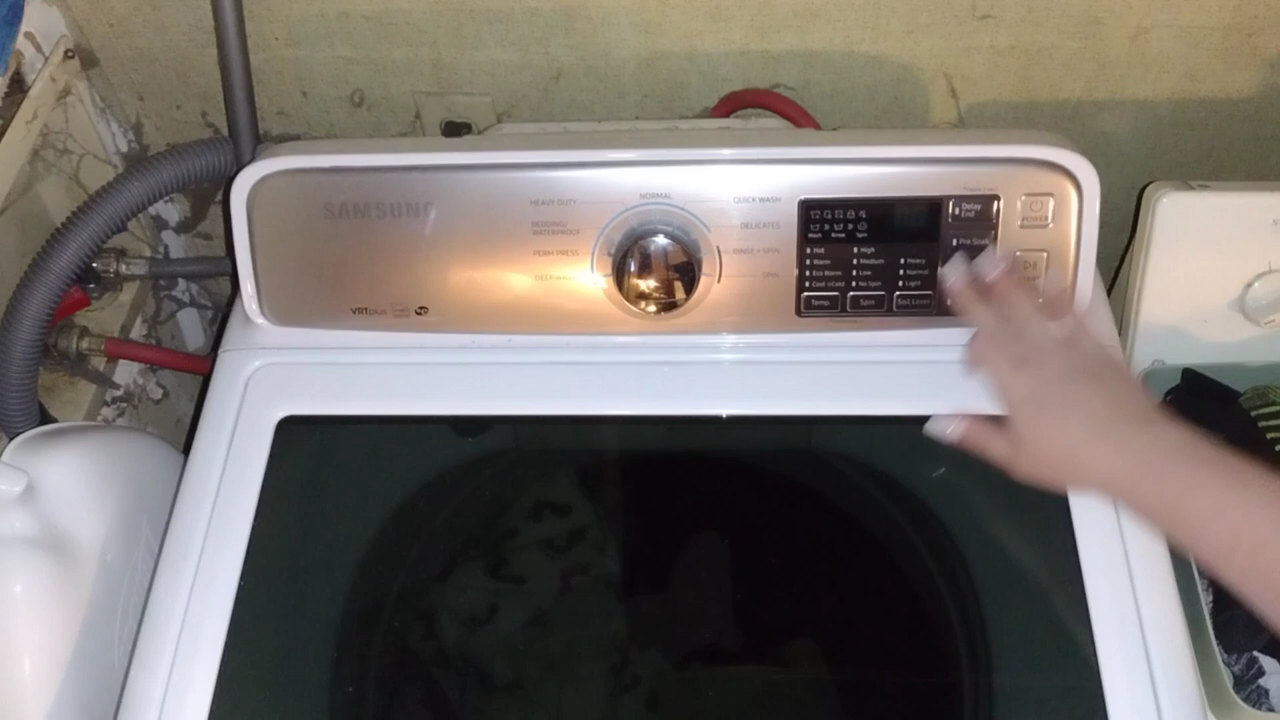 SAMSUNG
NORMAL
HEAVY DUTY
QUICK WASH
BEDDING/
WATERPROOF
DELICATES
PERM PRESS
RINSE + SPIN
DEEP WASH
SPIN
VRTplus
he
Wash Rinse Spin
Hot High
Warm Medium Heavy
Eco Warm Low Normal
Cool No Spin Light
Temp. Spin Soil Level
Delay
End
Pre Soak
POWER